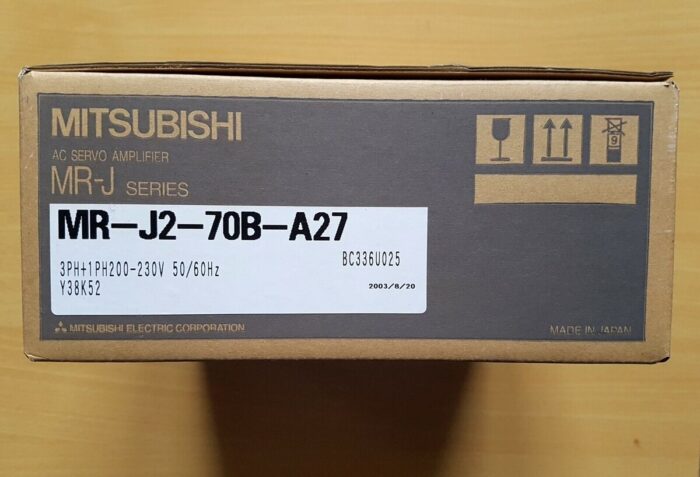 MITSUBISHI
AC SERVO AMPLIFIER
MR-J SERIES
MR-J2-70B-A27
3PH+1PH200-230V 50/60Hz
BC336U025
Y38K52
2003/8/20
MITSUBISHI ELECTRIC CORPORATION
MADE IN JAPAN
9